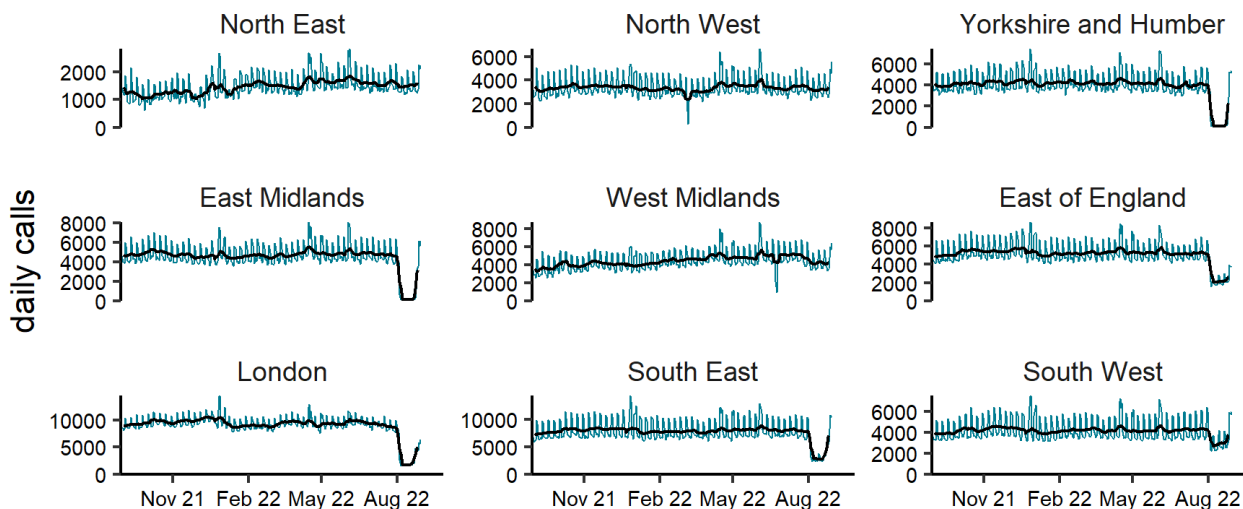 North East
North West
Yorkshire and Humber
2000
1000
0
6000
4000
2000
0
6000
4000
2000
0
East Midlands
West Midlands
East of England
8000
6000
4000
2000
0
8000
6000
4000
2000
0
8000
6000
4000
2000
0
daily calls
London
South East
South West
10000
5000
0
10000
5000
0
6000
4000
2000
0
Nov 21 Feb 22 May 22 Aug 22
Nov 21 Feb 22 May 22 Aug 22
Nov 21 Feb 22 May 22 Aug 22